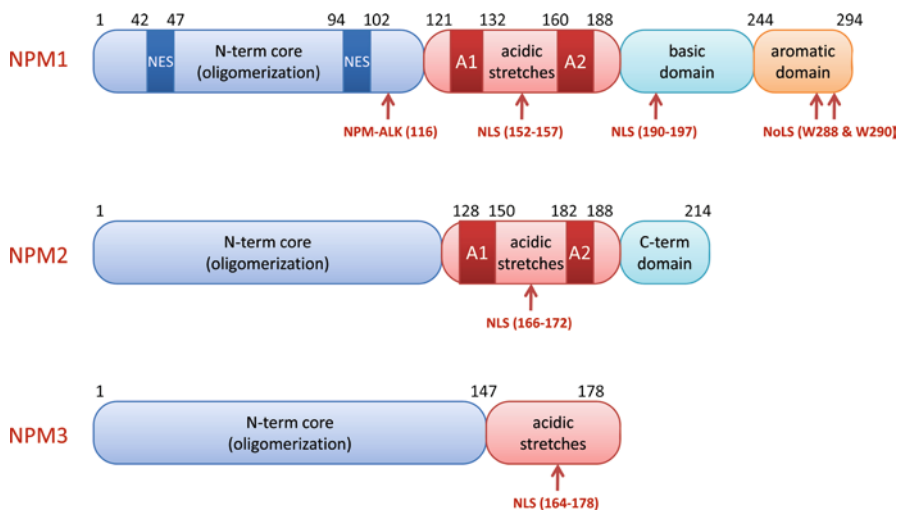 1 42 47 94 102 121 132 160 188 244 294
NPM1
NES
N-term core
(oligomerization)
NES
A1
acidic
stretches
A2
basic
domain
aromatic
domain
NPM-ALK (116)
NLS (152-157)
NLS (190-197)
NoLS (W288 & W290]
1 128 150 182 188 214
NPM2
N-term core
(oligomerization)
A1
acidic
stretches
A2
C-term
domain
NLS (166-172)
1 147 178
NPM3
N-term core
(oligomerization)
acidic
stretches
NLS (164-178)